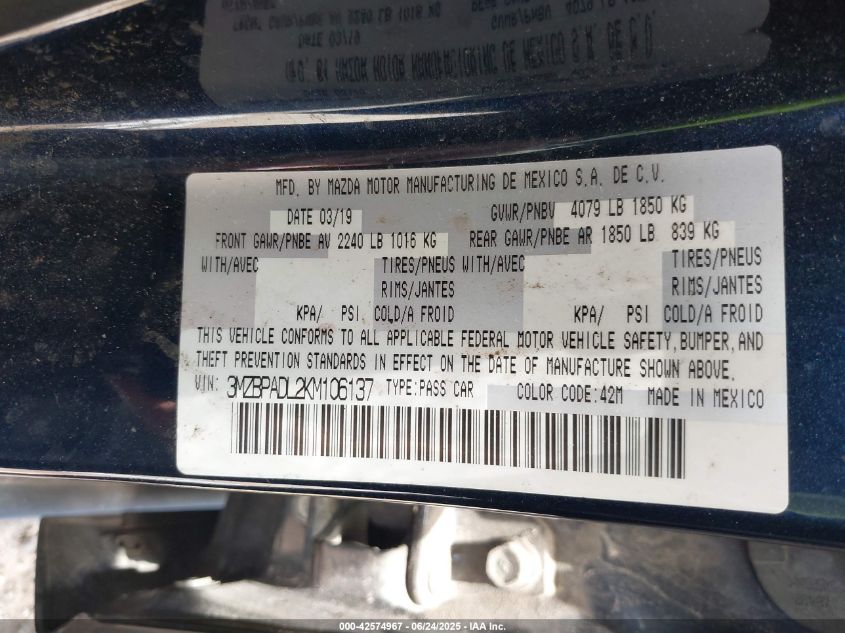 MFD. BY MAZDA MOTOR MANUFACTURING DE MEXICO S.A. DE C.V.
DATE 03/19 GVWR/PNBV 4079 LB 1850 KG
FRONT GAWR/PNBE AV 2240 LB 1016 KG REAR GAWR/PNBE AR 1850 LB 839 KG
WITH/AVEC TIRES/PNEUS WITH/AVEC TIRES/PNEUS
RIMS/JANTES RIMS/JANTES
KPA/ PSI COLD/A FROID KPA/ PSI COLD/A FROID
THIS VEHICLE CONFORMS TO ALL APPLICABLE FEDERAL MOTOR VEHICLE SAFETY, BUMPER, AND
THEFT PREVENTION STANDARDS IN EFFECT ON THE DATE OF MANUFACTURE SHOWN ABOVE.
VIN: 3MZBPADL2KM106137 TYPE: PASS CAR COLOR CODE: 42M MADE IN MEXICO
000-42574967 - 06/24/2025 - IAA Inc.